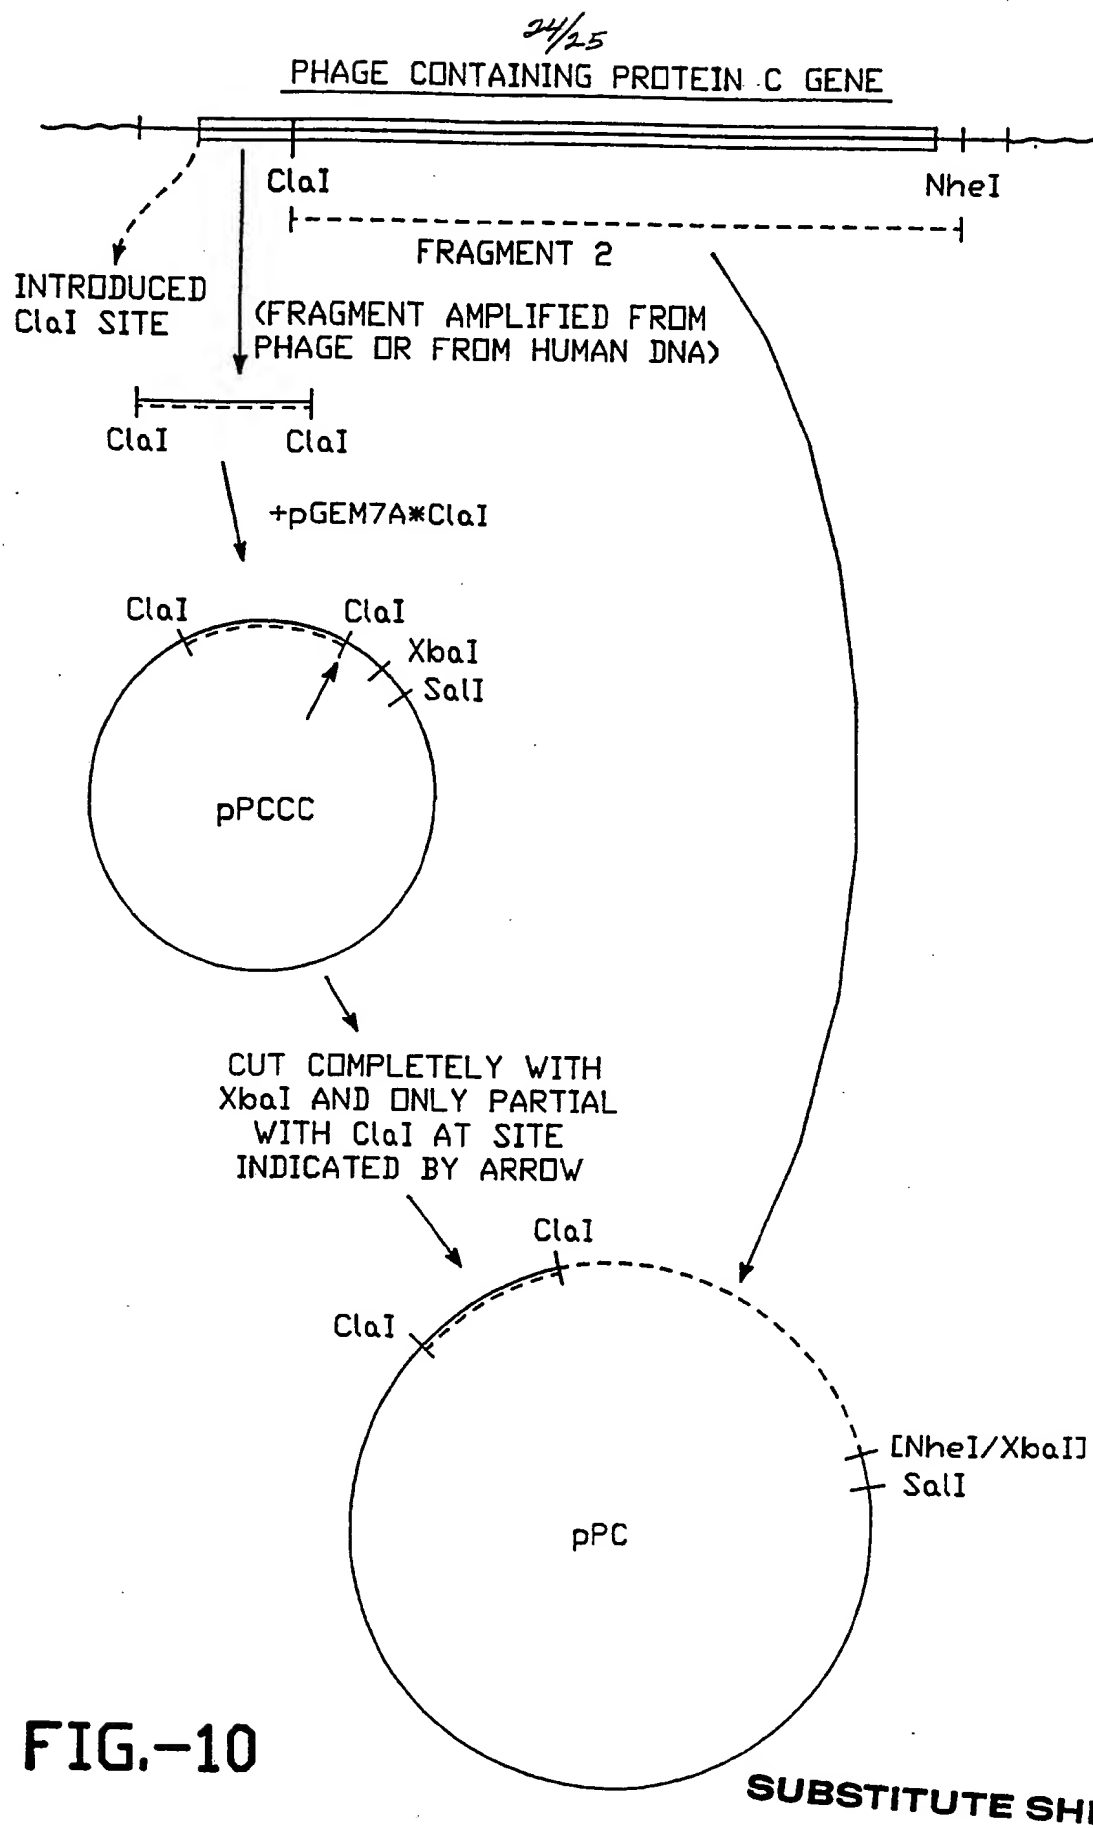 24/25
PHAGE CONTAINING PROTEIN C GENE
ClaI
NheI
FRAGMENT 2
INTRODUCED
ClaI SITE
(FRAGMENT AMPLIFIED FROM
PHAGE OR FROM HUMAN DNA)
ClaI
ClaI
+pGEM7A*ClaI
ClaI
ClaI
XbaI
SalI
pPCCC
CUT COMPLETELY WITH
XbaI AND ONLY PARTIAL
WITH ClaI AT SITE
INDICATED BY ARROW
ClaI
ClaI
[NheI/XbaI]
SalI
pPC
FIG.-10
SUBSTITUTE SH